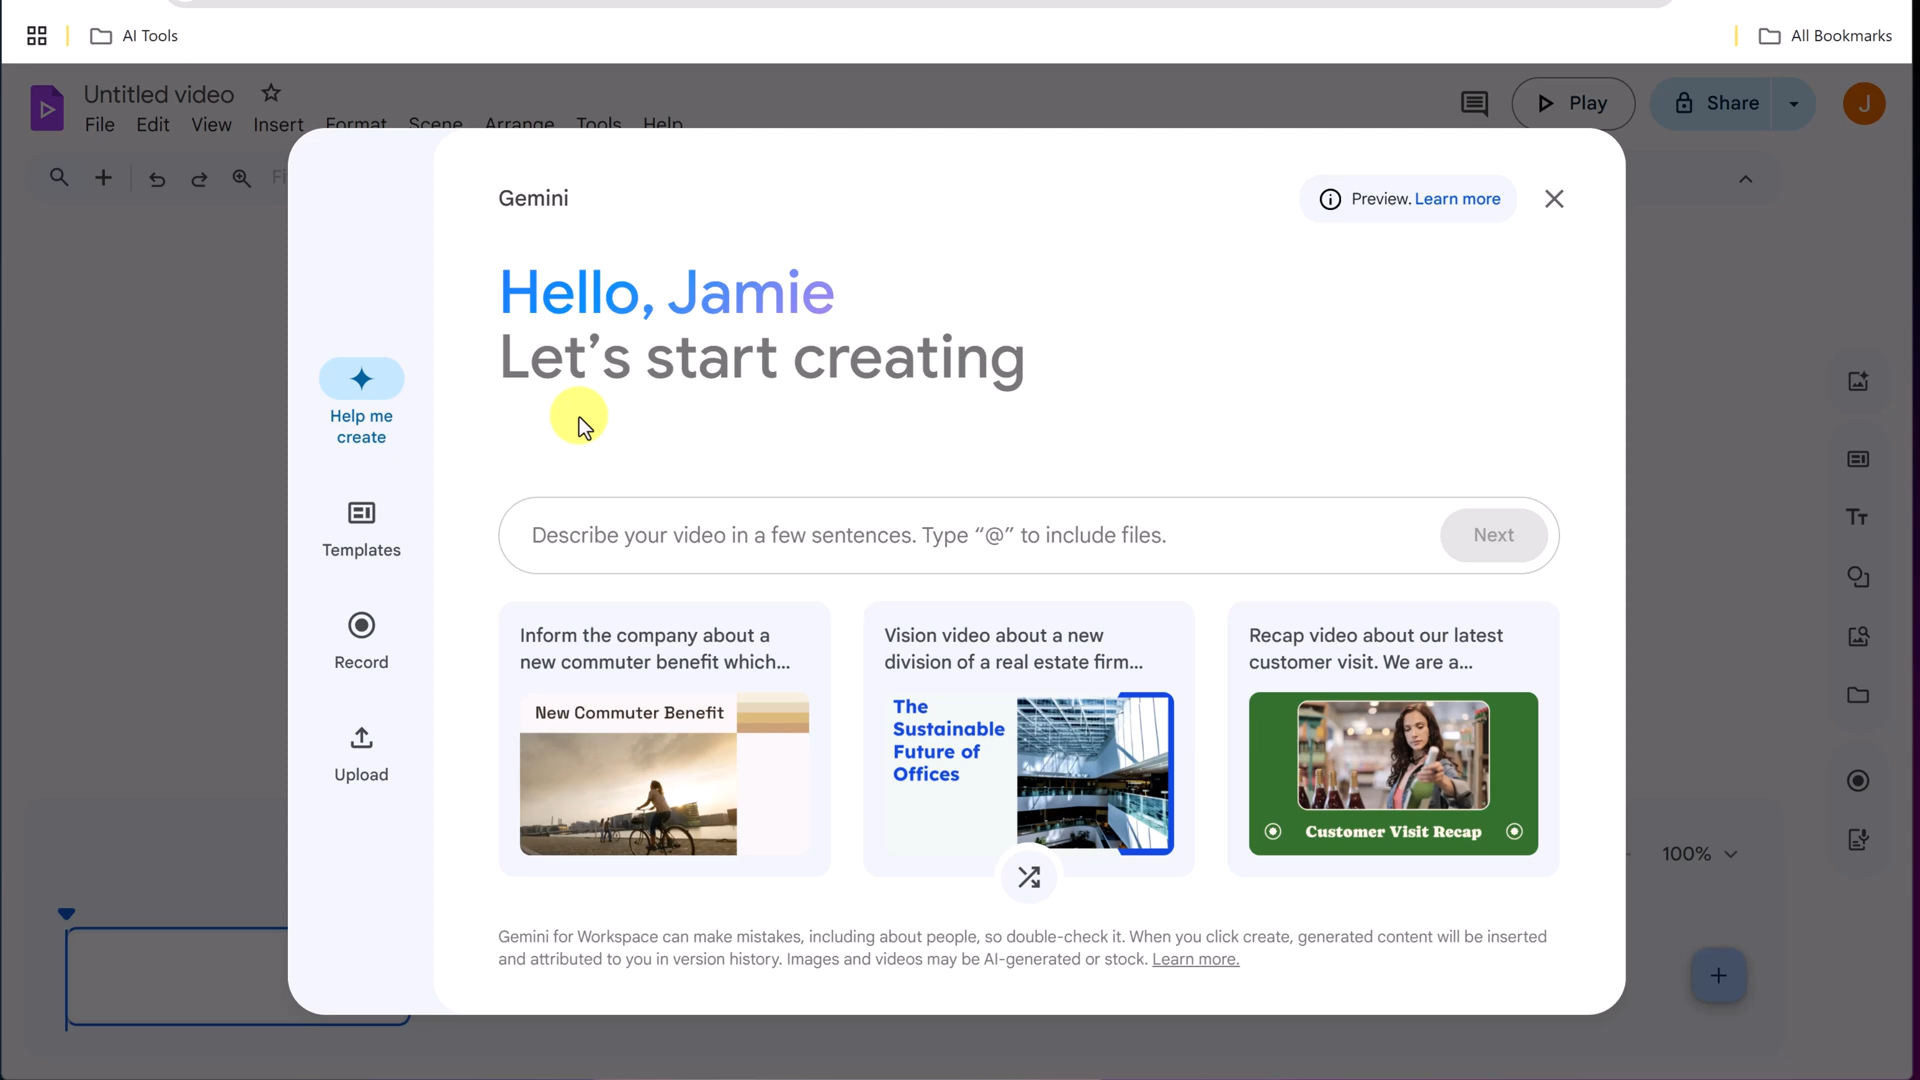 AI Tools
All Bookmarks
Untitled video
File Edit View Insert Format Scene Arrange Tools Help
Play
Share
J
Gemini
Preview. Learn more
Hello, Jamie
Let’s start creating
Help me
create
Templates
Record
Upload
Describe your video in a few sentences. Type “@” to include files.
Next
Inform the company about a
new commuter benefit which...
New Commuter Benefit
Vision video about a new
division of a real estate firm...
The
Sustainable
Future of
Offices
Recap video about our latest
customer visit. We are a...
Customer Visit Recap
100%
Gemini for Workspace can make mistakes, including about people, so double-check it. When you click create, generated content will be inserted
and attributed to you in version history. Images and videos may be AI-generated or stock. Learn more.